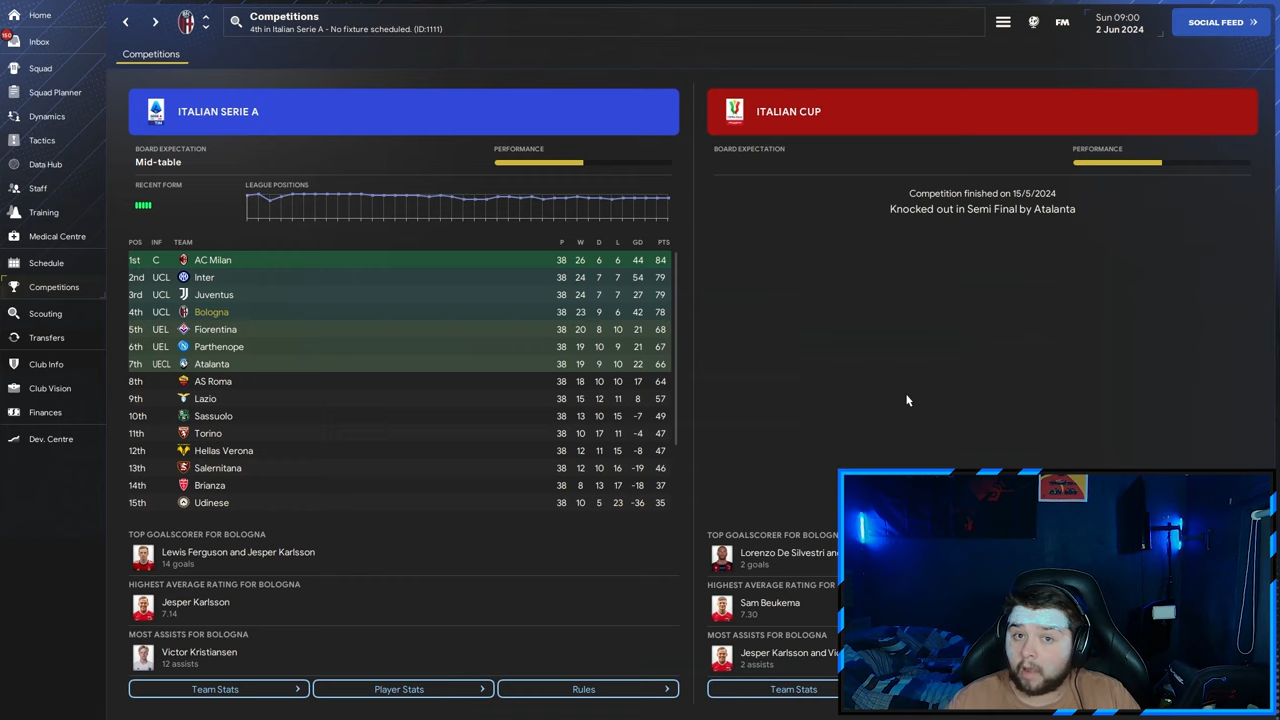 Home
150
Inbox
Squad
Squad Planner
Dynamics
Tactics
Data Hub
Staff
Training
Medical Centre
Schedule
Competitions
Scouting
Transfers
Club Info
Club Vision
Finances
Dev. Centre
Competitions
4th in Italian Serie A - No fixture scheduled. (ID:1111)
FM
Sun 09:00
2 Jun 2024
SOCIAL FEED
Competitions
ITALIAN SERIE A
BOARD EXPECTATION PERFORMANCE
Mid-table
RECENT FORM LEAGUE POSITIONS
POS INF TEAM P W D L GD PTS
1st C AC Milan 38 26 6 6 44 84
2nd UCL Inter 38 24 7 7 54 79
3rd UCL Juventus 38 24 7 7 27 79
4th UCL Bologna 38 23 9 6 42 78
5th UEL Fiorentina 38 20 8 10 21 68
6th UEL Parthenope 38 19 10 9 21 67
7th UECL Atalanta 38 19 9 10 22 66
8th AS Roma 38 18 10 10 17 64
9th Lazio 38 15 12 11 8 57
10th Sassuolo 38 13 10 15 -7 49
11th Torino 38 10 17 11 -4 47
12th Hellas Verona 38 12 11 15 -8 47
13th Salernitana 38 12 10 16 -19 46
14th Brianza 38 8 13 17 -18 37
15th Udinese 38 10 5 23 -36 35
TOP GOALSCORER FOR BOLOGNA
Lewis Ferguson and Jesper Karlsson
14 goals
HIGHEST AVERAGE RATING FOR BOLOGNA
Jesper Karlsson
7.14
MOST ASSISTS FOR BOLOGNA
Victor Kristiansen
12 assists
Team Stats
Player Stats
Rules
ITALIAN CUP
BOARD EXPECTATION PERFORMANCE
Competition finished on 15/5/2024
Knocked out in Semi Final by Atalanta
TOP GOALSCORER FOR BOLOGN
Lorenzo De Silvestri an
2 goals
HIGHEST AVERAGE RATING FOR
Sam Beukema
7.30
MOST ASSISTS FOR BOLOGNA
Jesper Karlsson and Vi
2 assists
Team Stats